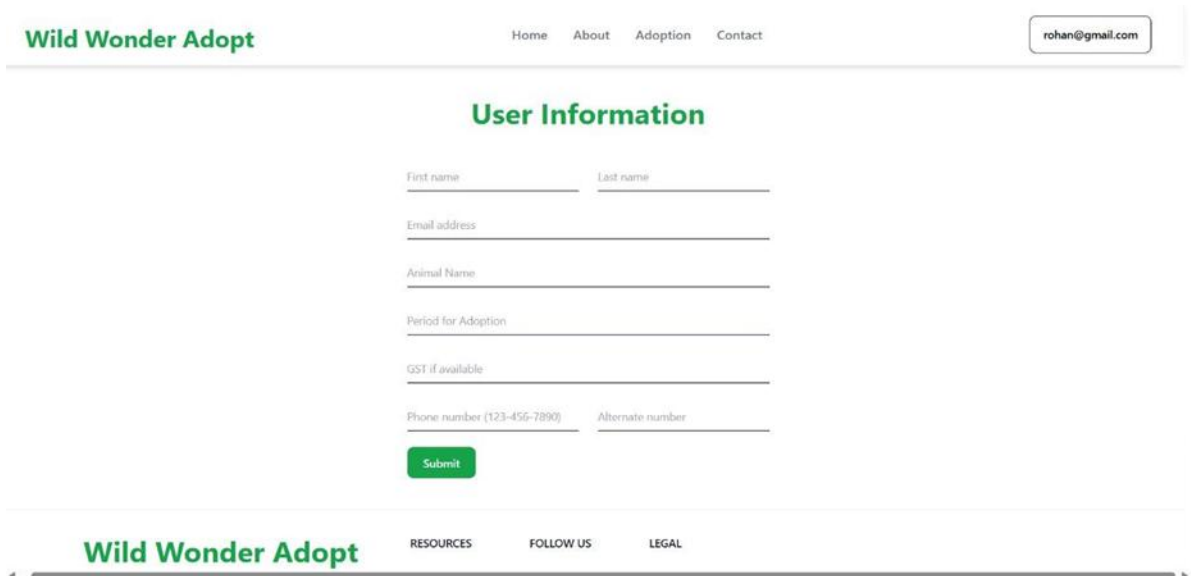 Wild Wonder Adopt
Home About Adoption Contact
rohan@gmail.com
User Information
First name Last name
Email address
Animal Name
Period for Adoption
GST if available
Phone number (123-456-7890) Alternate number
Submit
Wild Wonder Adopt
RESOURCES FOLLOW US LEGAL